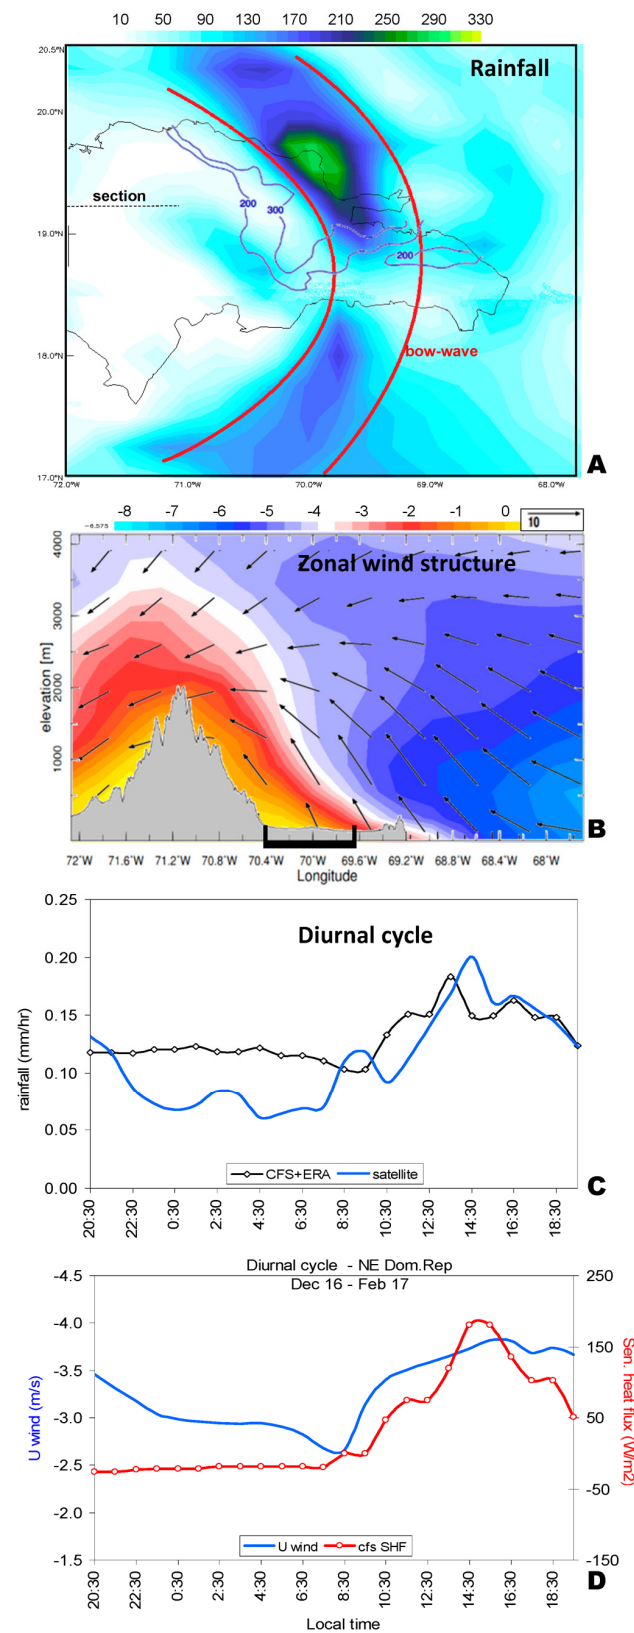 10 50 90 130 170 210 250 290 330
20.5°N
Rainfall
20.0°N
section
200
300
19.0°N
200
bow-wave
18.0°N
17.0°N
A
72.0°W 71.0°W 70.0°W 69.0°W 68.0°W
-6.575 -8 -7 -6 -5 -4 -3 -2 -1 0
10
Zonal wind structure
4000
3000
2000
1000
elevation [m]
B
72°W 71.6°W 71.2°W 70.8°W 70.4°W 70°W 69.6°W 69.2°W 68.8°W 68.4°W 68°W
Longitude
0.25
Diurnal cycle
0.20
0.15
0.10
0.05
0.00
rainfall (mm/hr)
CFS+ERA satellite
C
20:30 22:30 0:30 2:30 4:30 6:30 8:30 10:30 12:30 14:30 16:30 18:30
Diurnal cycle - NE Dom.Rep
Dec 16 - Feb 17
-4.5
-4.0
-3.5
-3.0
-2.5
-2.0
-1.5
U wind (m/s)
250
150
50
-50
-150
Sen. heat flux (W/m2)
U wind cfs SHF
D
20:30 22:30 0:30 2:30 4:30 6:30 8:30 10:30 12:30 14:30 16:30 18:30
Local time